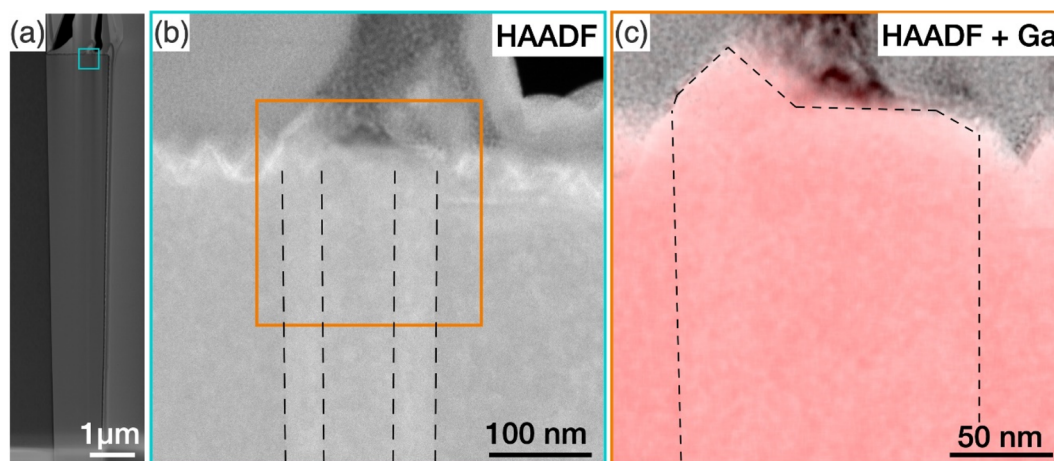 (a)
1μm
(b)
HAADF
100 nm
(c)
HAADF + Ga
50 nm